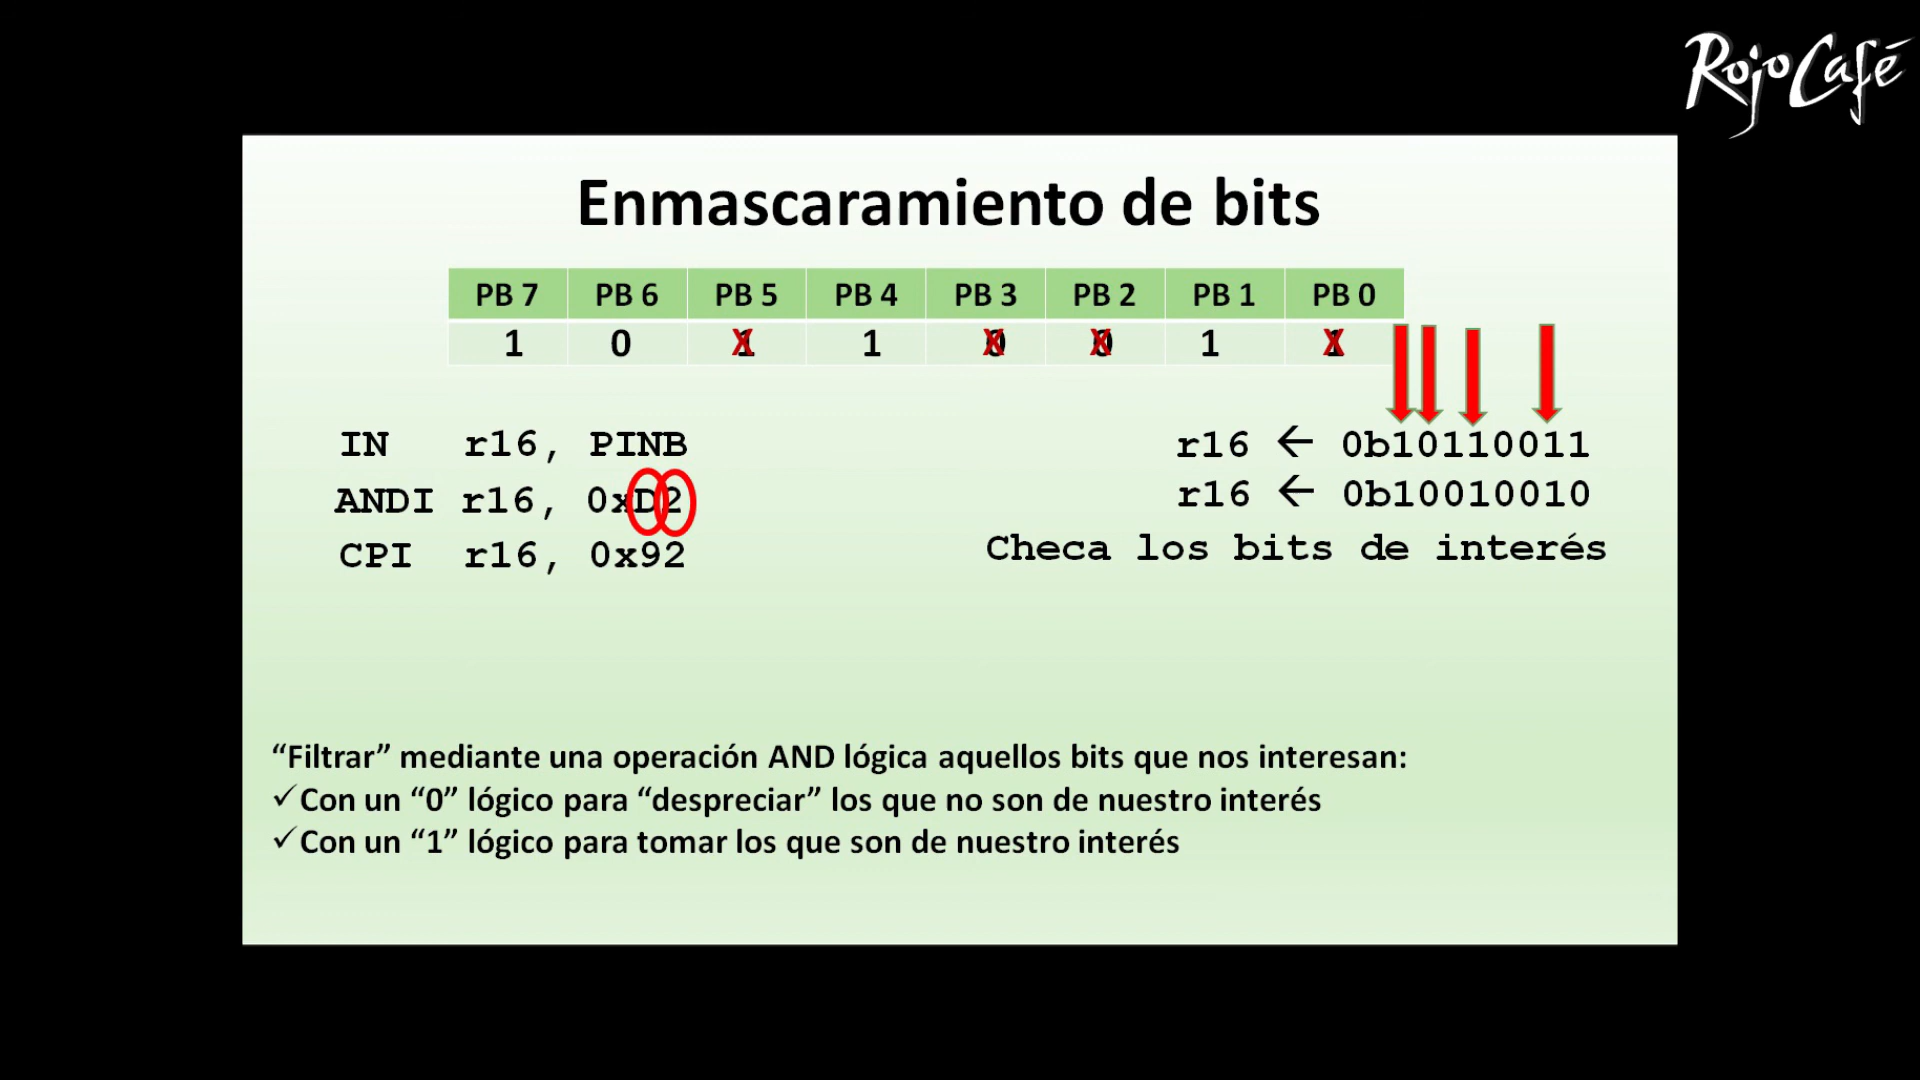 RojoCafé
Enmascaramiento de bits
PB 7 PB 6 PB 5 PB 4 PB 3 PB 2 PB 1 PB 0
1 0 1 1 0 0 1 1
X X X X
IN r16, PINB
r16 ← 0b10110011
ANDI r16, 0xD2
r16 ← 0b10010010
CPI r16, 0x92
Checa los bits de interés
“Filtrar” mediante una operación AND lógica aquellos bits que nos interesan:
✓Con un “0” lógico para “despreciar” los que no son de nuestro interés
✓Con un “1” lógico para tomar los que son de nuestro interés